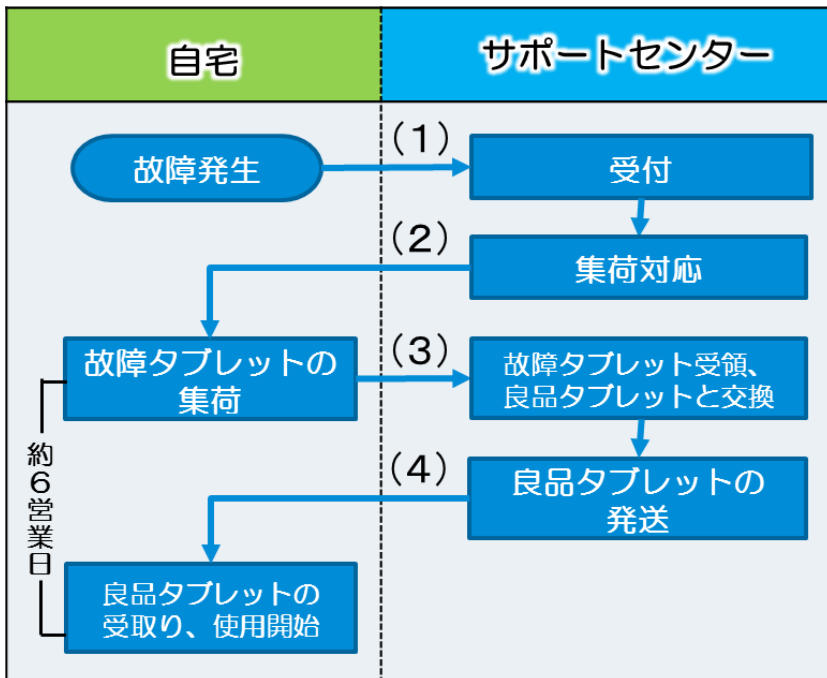 自宅
サポートセンター
故障発生
(1)
受付
(2)
集荷対応
故障タブレットの
集荷
(3)
故障タブレット受領、
良品タブレットと交換
(4)
良品タブレットの
発送
約6営業日
良品タブレットの
受取り、使用開始